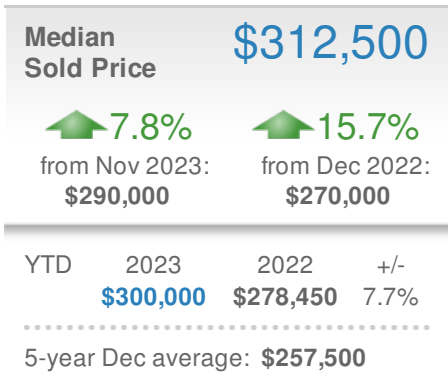 Median $312,500
Sold Price
7.8% 15.7%
from Nov 2023: from Dec 2022:
$290,000 $270,000
YTD 2023 2022 +/-
$300,000 $278,450 7.7%
5-year Dec average: $257,500